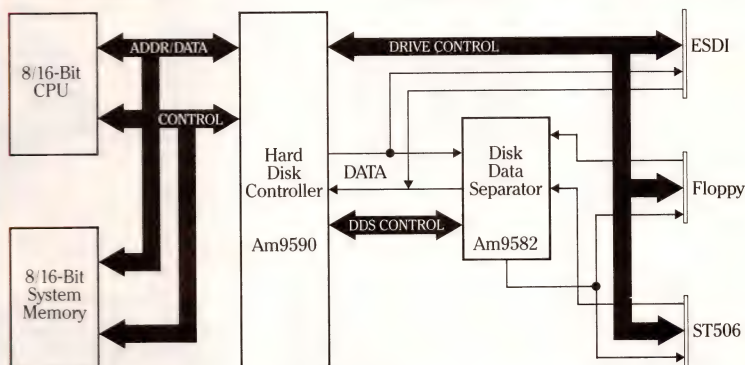 8/16-Bit
CPU
ADDR/DATA
CONTROL
8/16-Bit
System
Memory
Hard
Disk
Controller
Am9590
DRIVE CONTROL
DATA
DDS CONTROL
Disk
Data
Separator
Am9582
ESDI
Floppy
ST506